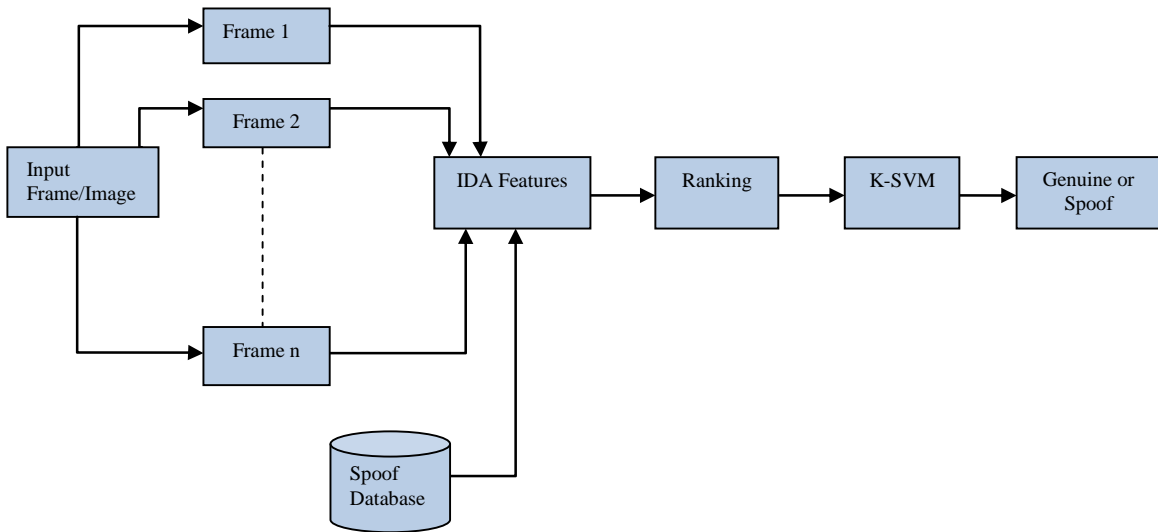 Frame 1
Frame 2
Input
Frame/Image
IDA Features
Ranking
K-SVM
Genuine or
Spoof
Frame n
Spoof
Database